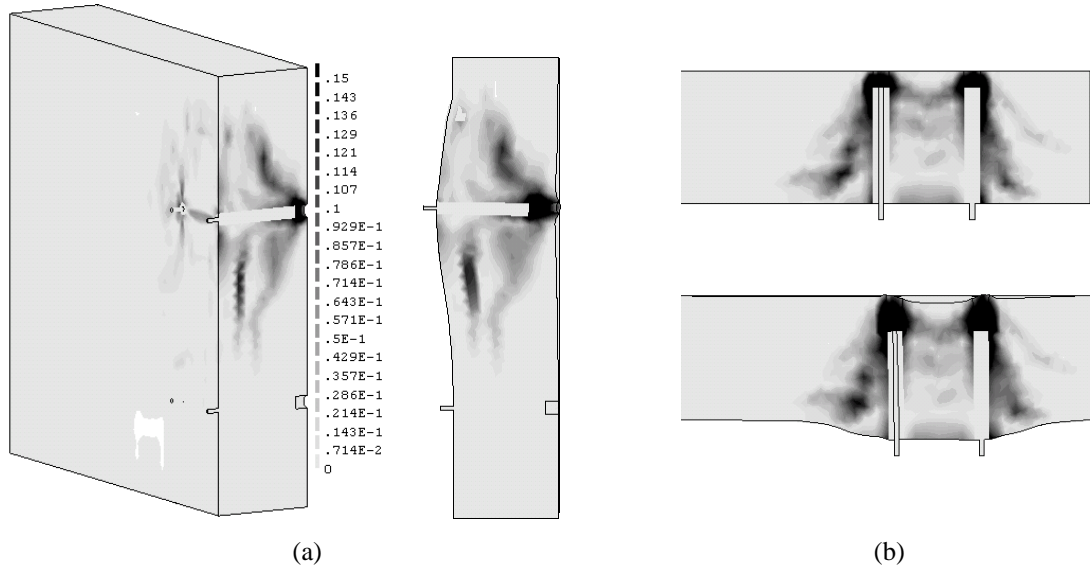 .15
.143
.136
.129
.121
.114
.107
.1
.929E-1
.857E-1
.786E-1
.714E-1
.643E-1
.571E-1
.5E-1
.429E-1
.357E-1
.286E-1
.214E-1
.143E-1
.714E-2
0
(a)
(b)